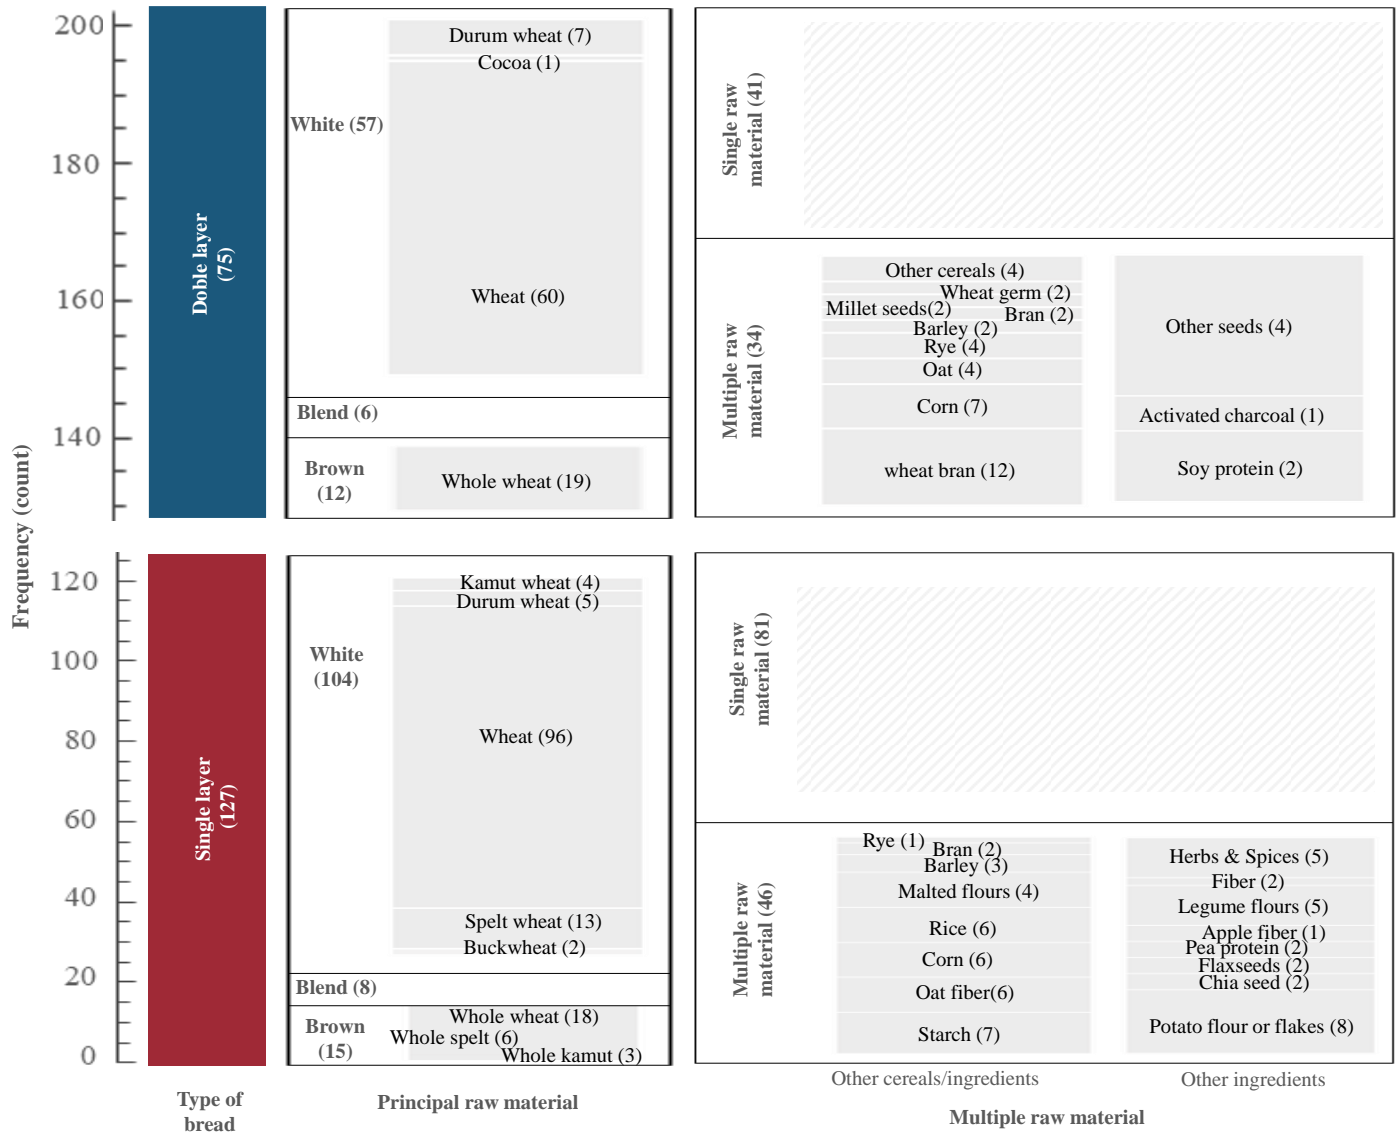 Frequency (count)
200
180
160
140
120
100
80
60
40
20
0
Doble layer
(75)
White (57)
Durum wheat (7)
Cocoa (1)
Wheat (60)
Blend (6)
Brown
(12)
Whole wheat (19)
Single raw
material (41)
Multiple raw
material (34)
Other cereals (4)
Wheat germ (2)
Millet seeds(2)
Bran (2)
Barley (2)
Rye (4)
Oat (4)
Corn (7)
wheat bran (12)
Other seeds (4)
Activated charcoal (1)
Soy protein (2)
Single layer
(127)
White
(104)
Kamut wheat (4)
Durum wheat (5)
Wheat (96)
Spelt wheat (13)
Buckwheat (2)
Blend (8)
Brown
(15)
Whole wheat (18)
Whole spelt (6)
Whole kamut (3)
Single raw
material (81)
Multiple raw
material (46)
Rye (1)
Bran (2)
Barley (3)
Malted flours (4)
Rice (6)
Corn (6)
Oat fiber(6)
Starch (7)
Herbs & Spices (5)
Fiber (2)
Legume flours (5)
Apple fiber (1)
Pea protein (2)
Flaxseeds (2)
Chia seed (2)
Potato flour or flakes (8)
Other cereals/ingredients
Other ingredients
Type of
bread
Principal raw material
Multiple raw material